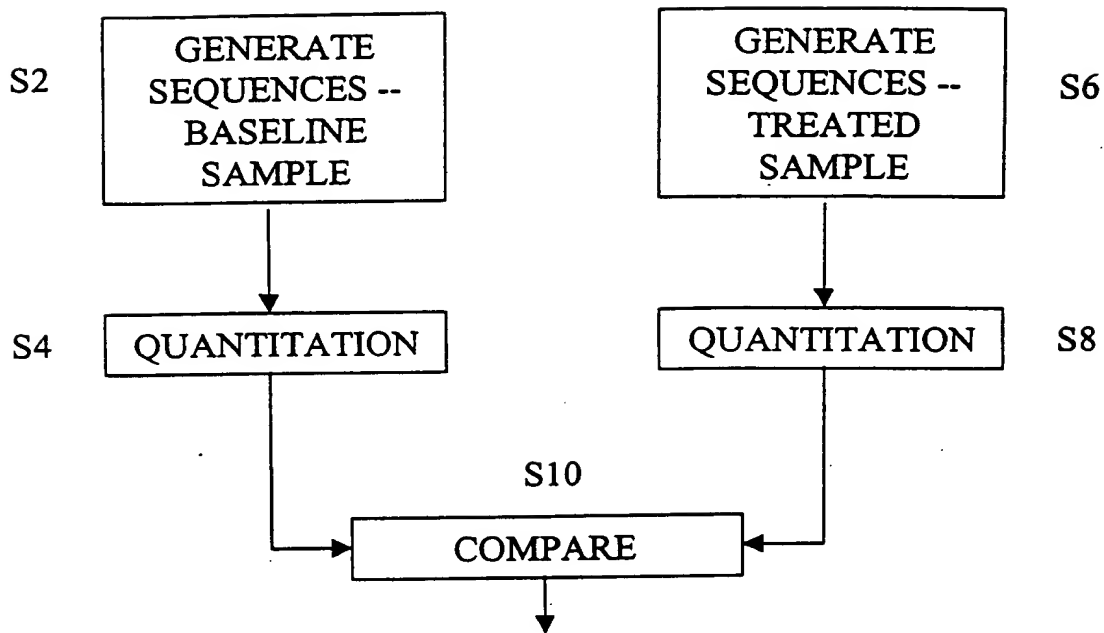 S2
GENERATE
SEQUENCES --
BASELINE
SAMPLE
GENERATE
SEQUENCES --
TREATED
SAMPLE
S6
S4
QUANTITATION
QUANTITATION
S8
S10
COMPARE